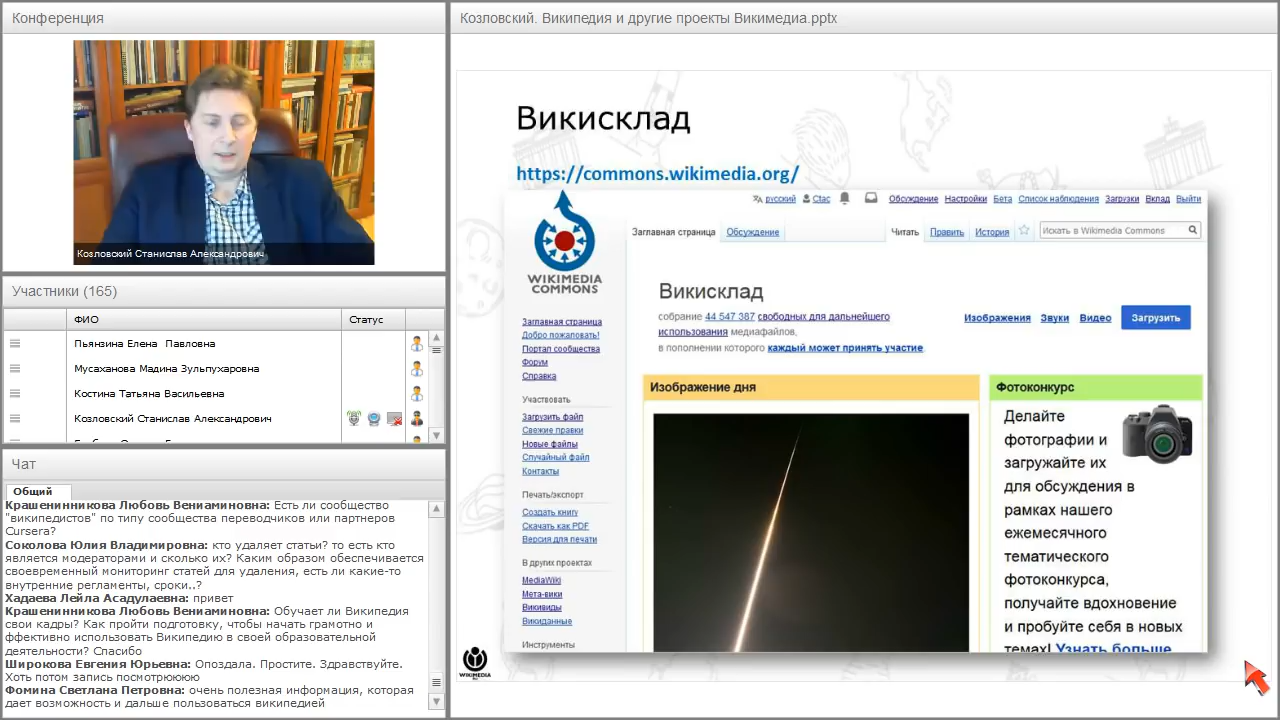 Конференция
Козловский Станислав Александрович
Участники (165)
ФИО
Статус
Пьянзина Елена Павловна
Мусаханова Мадина Зульпухаровна
Костина Татьяна Васильевна
Козловский Станислав Александрович
Чат
Общий
Крашенинникова Любовь Вениаминовна: Есть ли сообщество
"википедистов" по типу сообщества переводчиков или партнеров
Cursera?
Соколова Юлия Владимировна: кто удаляет статьи? то есть кто
является модераторами и сколько их? Каким образом обеспечивается
своевременный мониторинг статей для удаления, есть ли какие-то
внутренние регламенты, сроки..?
Хадаева Лейла Асадулаевна: привет
Крашенинникова Любовь Вениаминовна: Обучает ли Википедия
свои кадры? Как пройти подготовку, чтобы начать грамотно и
ффективно использовать Википедию в своей образовательной
деятельности? Спасибо
Широкова Евгения Юрьевна: Опоздала. Простите. Здравствуйте.
Хоть потом запись посмотрюююю
Фомина Светлана Петровна: очень полезная информация, которая
дает возможность и дальше пользоваться википедией
Козловский. Википедия и другие проекты Викимедиа.pptx
Викисклад
https://commons.wikimedia.org/
русский Стас Обсуждение Настройки Бета Список наблюдения Загрузки Вклад Выйти
Заглавная страница Обсуждение Читать Править История Искать в Wikimedia Commons
WIKIMEDIA
COMMONS
Заглавная страница
Добро пожаловать!
Портал сообщества
Форум
Справка
Участвовать
Загрузить файл
Свежие правки
Новые файлы
Случайный файл
Контакты
Печать/экспорт
Создать книгу
Скачать как PDF
Версия для печати
В других проектах
MediaWiki
Мета-вики
Викивиды
Викиданные
Инструменты
Викисклад
собрание 44 547 387 свободных для дальнейшего
использования медиафайлов,
в пополнении которого каждый может принять участие
Изображения Звуки Видео Загрузить
Изображение дня
Фотоконкурс
Делайте
фотографии и
загружайте их
для обсуждения в
рамках нашего
ежемесячного
тематического
фотоконкурса,
получайте вдохновение
и пробуйте себя в новых
темах! Узнать больше
WIKIMEDIA